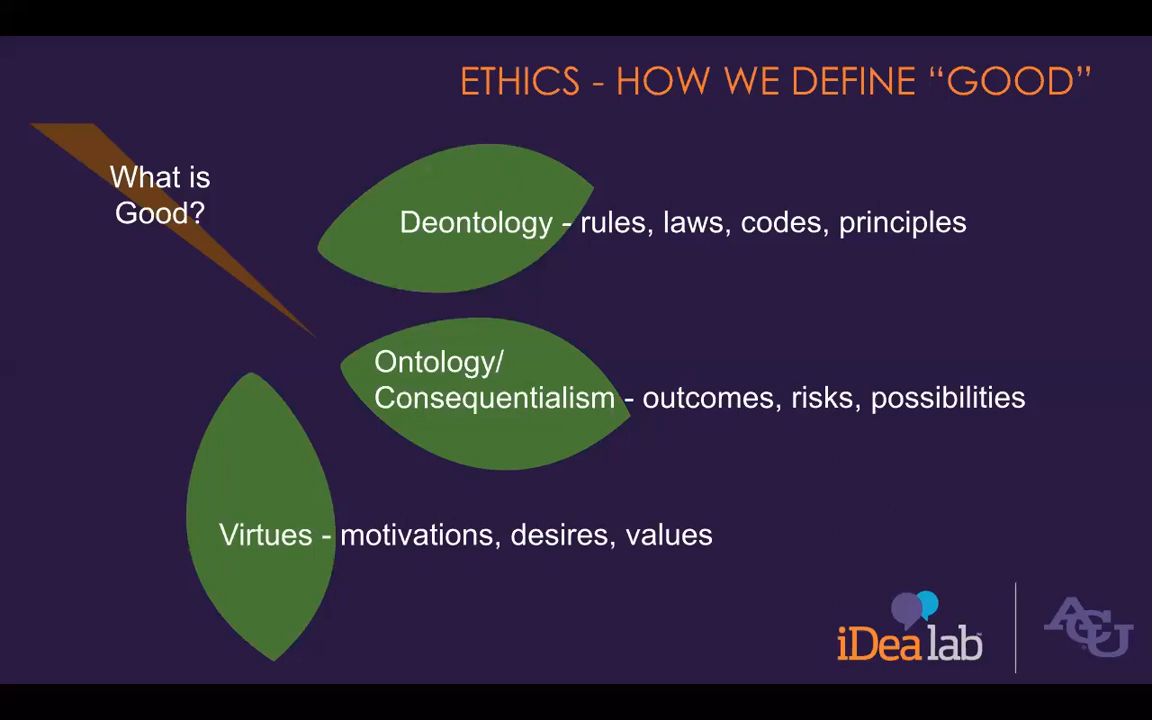 ETHICS - HOW WE DEFINE “GOOD”
What is
Good?
Deontology - rules, laws, codes, principles
Ontology/
Consequentialism - outcomes, risks, possibilities
Virtues - motivations, desires, values
iDea lab
ACU